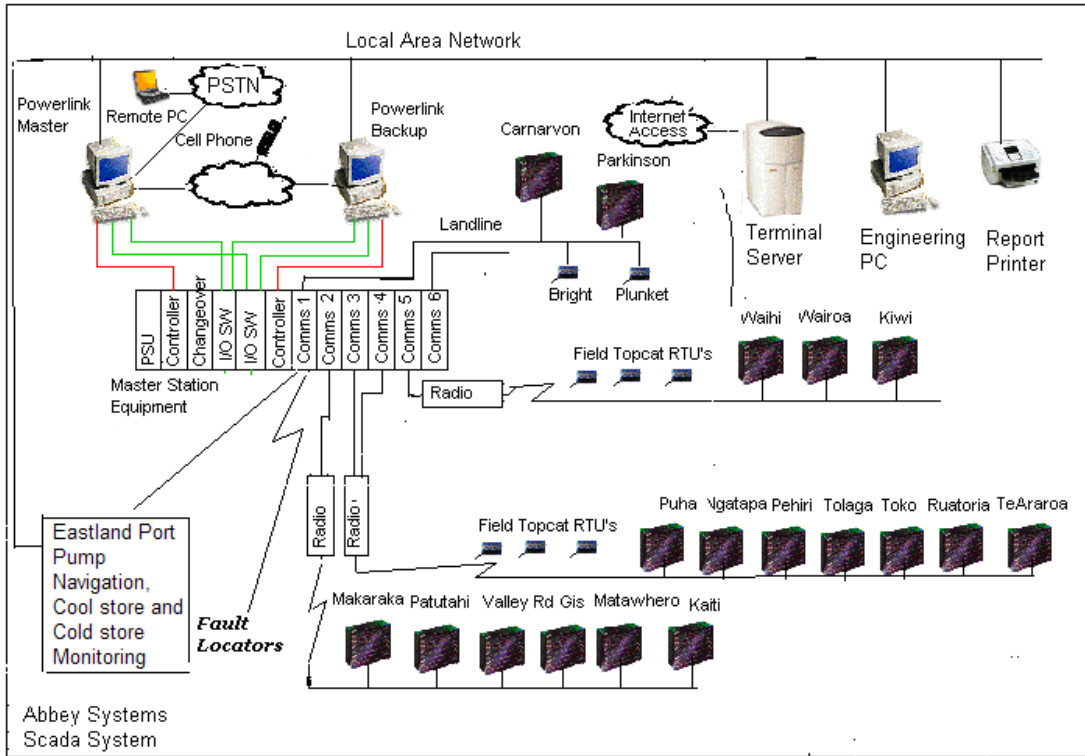 Local Area Network
Powerlink
Master
Remote PC
PSTN
Cell Phone
Powerlink
Backup
Carnarvon
Parkinson
Internet
Access
Landline
Bright
Plunket
Terminal
Server
Engineering
PC
Report
Printer
PSU
Controller
Changeover
I/O SW
I/O SW
Controller
Comms 1
Comms 2
Comms 3
Comms 4
Comms 5
Comms 6
Master Station
Equipment
Radio
Field Topcat RTU's
Waihi
Wairoa
Kiwi
Radio
Radio
Field Topcat RTU's
Puha
Ngatapa
Pehiri
Tolaga
Toko
Ruatoria
TeAraroa
Eastland Port
Pump
Navigation,
Cool store and
Cold store
Monitoring
Fault
Locators
Makaraka
Patutahi
Valley Rd
Gis
Matawhero
Kaiti
Abbey Systems
Scada System